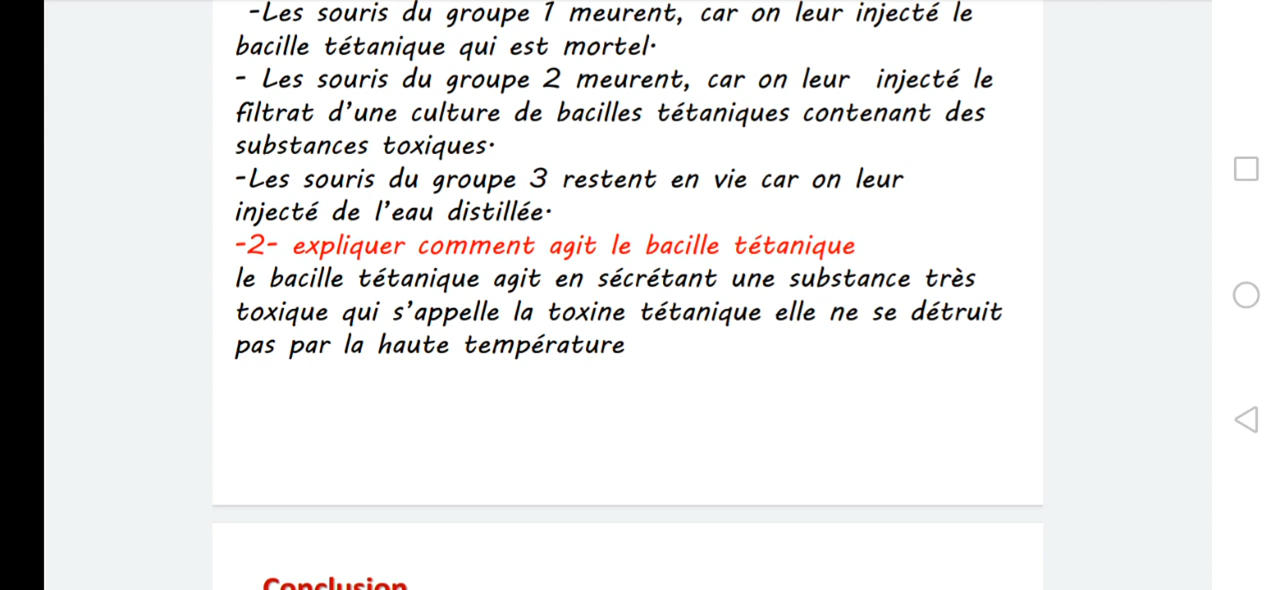 -Les souris du groupe 1 meurent, car on leur injecté le
bacille tétanique qui est mortel·
- Les souris du groupe 2 meurent, car on leur injecté le
filtrat d'une culture de bacilles tétaniques contenant des
substances toxiques·
-Les souris du groupe 3 restent en vie car on leur
injecté de l'eau distillée·
-2- expliquer comment agit le bacille tétanique
le bacille tétanique agit en sécrétant une substance très
toxique qui s'appelle la toxine tétanique elle ne se détruit
pas par la haute température
Conclusion